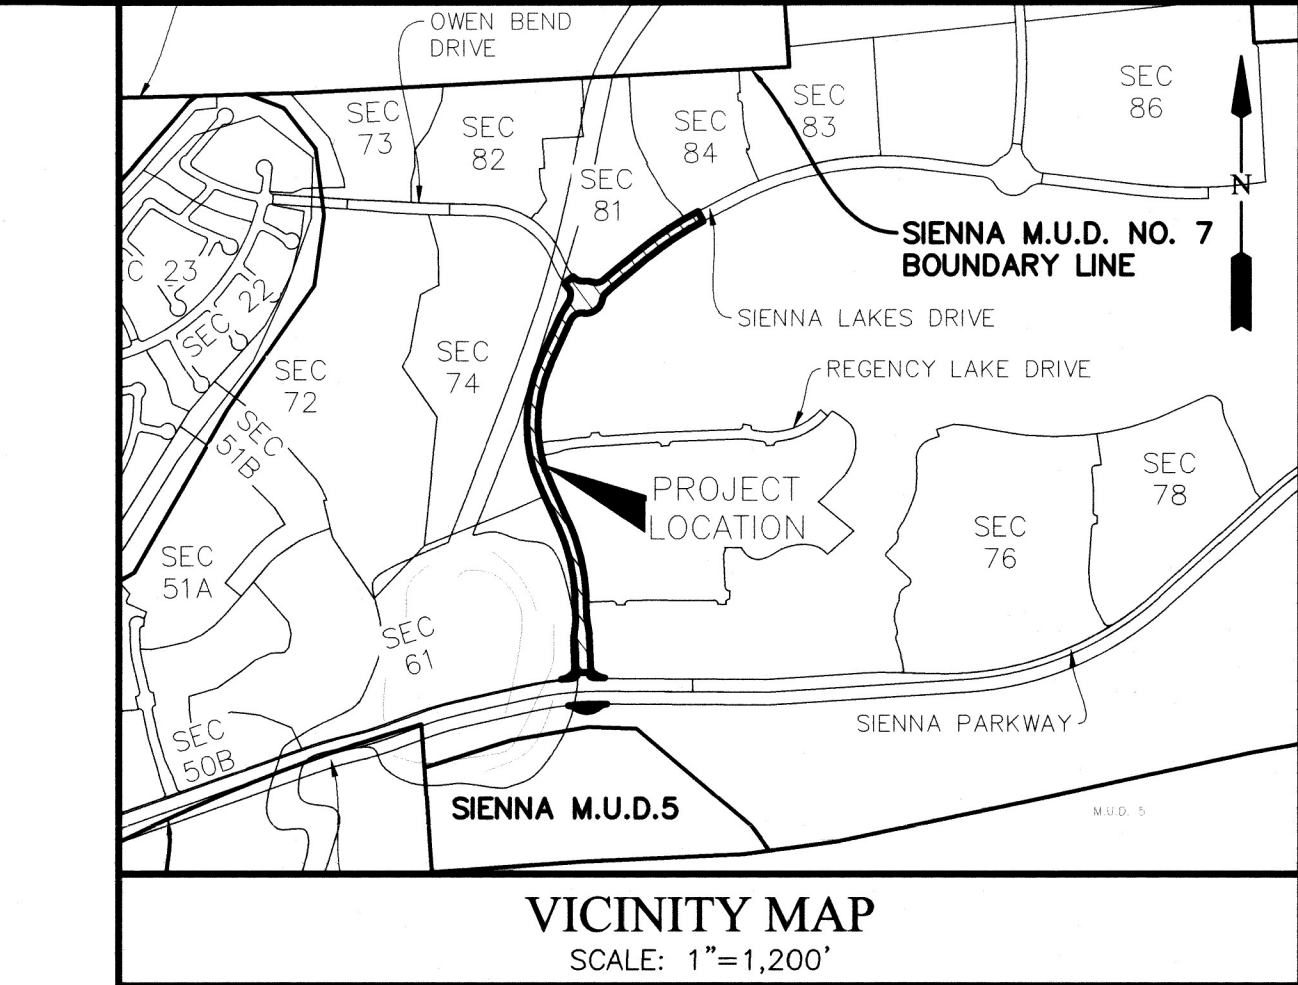 OWEN BEND
DRIVE
SEC
73
SEC
82
SEC
81
SEC
84
SEC
83
SEC
86
N
SIENNA M.U.D. NO. 7
BOUNDARY LINE
C 23
SEC 22
SIENNA LAKES DRIVE
SEC
72
SEC
74
REGENCY LAKE DRIVE
SEC
51B
PROJECT
LOCATION
SEC
76
SEC
78
SEC
51A
SEC
61
SIENNA PARKWAY
SEC
50B
SIENNA M.U.D.5
M.U.D. 5
VICINITY MAP
SCALE: 1"=1,200'